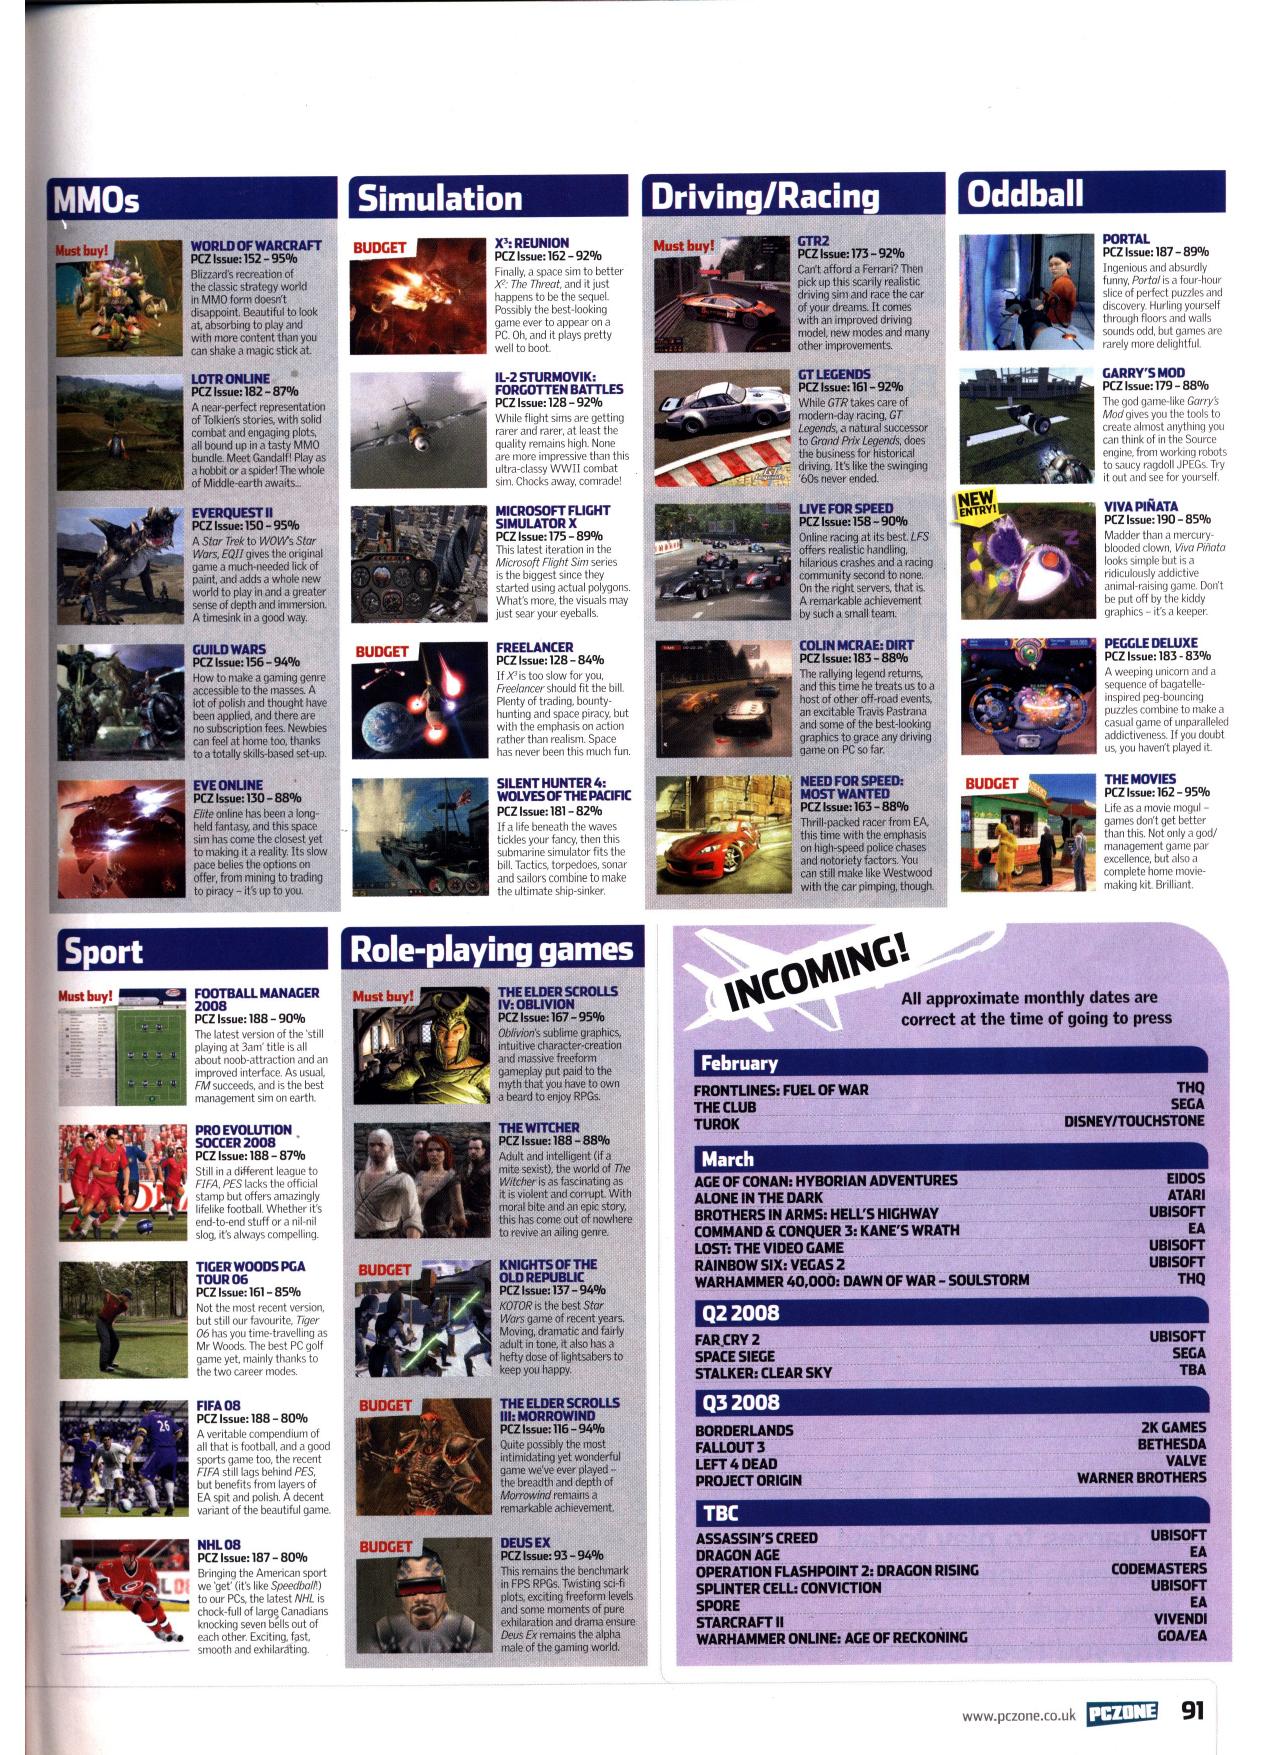 MMOs
Must buy!
WORLD OF WARCRAFT
PCZ Issue: 152 – 95%
Blizzard's recreation of
the classic strategy world
in MMO form doesn't
disappoint. Beautiful to look
at, absorbing to play and
with more content than you
can shake a magic stick at.
LOTR ONLINE
PCZ Issue: 182 – 87%
A near-perfect representation
of Tolkien's stories, with solid
combat and engaging plots,
all bound up in a tasty MMO
bundle. Meet Gandalf! Play as
a hobbit or a spider! The whole
of Middle-earth awaits...
EVERQUEST II
PCZ Issue: 150 – 95%
A Star Trek to WOW's Star
Wars, EQII gives the original
game a much-needed lick of
paint, and adds a whole new
world to play in and a greater
sense of depth and immersion.
A timesink in a good way.
GUILD WARS
PCZ Issue: 156 – 94%
How to make a gaming genre
accessible to the masses. A
lot of polish and thought have
been applied, and there are
no subscription fees. Newbies
can feel at home too, thanks
to a totally skills-based set-up.
EVE ONLINE
PCZ Issue: 130 – 88%
Elite online has been a long-
held fantasy, and this space
sim has come the closest yet
to making it a reality. Its slow
pace belies the options on
offer, from mining to trading
to piracy – it's up to you.
Simulation
BUDGET
X³: REUNION
PCZ Issue: 162 – 92%
Finally, a space sim to better
X²: The Threat, and it just
happens to be the sequel.
Possibly the best-looking
game ever to appear on a
PC. Oh, and it plays pretty
well to boot.
IL-2 STURMOVIK:
FORGOTTEN BATTLES
PCZ Issue: 128 – 92%
While flight sims are getting
rarer and rarer, at least the
quality remains high. None
are more impressive than this
ultra-classy WWII combat
sim. Chocks away, comrade!
MICROSOFT FLIGHT
SIMULATOR X
PCZ Issue: 175 – 89%
This latest iteration in the
Microsoft Flight Sim series
is the biggest since they
started using actual polygons.
What's more, the visuals may
just sear your eyeballs.
BUDGET
FREELANCER
PCZ Issue: 128 – 84%
If X³ is too slow for you,
Freelancer should fit the bill.
Plenty of trading, bounty-
hunting and space piracy, but
with the emphasis on action
rather than realism. Space
has never been this much fun.
SILENT HUNTER 4:
WOLVES OF THE PACIFIC
PCZ Issue: 181 – 82%
If a life beneath the waves
tickles your fancy, then this
submarine simulator fits the
bill. Tactics, torpedoes, sonar
and sailors combine to make
the ultimate ship-sinker.
Driving/Racing
Must buy!
GTR2
PCZ Issue: 173 – 92%
Can't afford a Ferrari? Then
pick up this scarily realistic
driving sim and race the car
of your dreams. It comes
with an improved driving
model, new modes and many
other improvements.
GT LEGENDS
PCZ Issue: 161 – 92%
While GTR takes care of
modern-day racing, GT
Legends, a natural successor
to Grand Prix Legends, does
the business for historical
driving. It's like the swinging
'60s never ended.
LIVE FOR SPEED
PCZ Issue: 158 – 90%
Online racing at its best. LFS
offers realistic handling,
hilarious crashes and a racing
community second to none.
On the right servers, that is.
A remarkable achievement
by such a small team.
COLIN MCRAE: DIRT
PCZ Issue: 183 – 88%
The rallying legend returns,
and this time he treats us to a
host of other off-road events,
an excitable Travis Pastrana
and some of the best-looking
graphics to grace any driving
game on PC so far.
NEED FOR SPEED:
MOST WANTED
PCZ Issue: 163 – 88%
Thrill-packed racer from EA,
this time with the emphasis
on high-speed police chases
and notoriety factors. You
can still make like Westwood
with the car pimping, though.
Oddball
PORTAL
PCZ Issue: 187 – 89%
Ingenious and absurdly
funny, Portal is a four-hour
slice of perfect puzzles and
discovery. Hurling yourself
through floors and walls
sounds odd, but games are
rarely more delightful.
GARRY'S MOD
PCZ Issue: 179 – 88%
The god game-like Garry's
Mod gives you the tools to
create almost anything you
can think of in the Source
engine, from working robots
to saucy ragdoll JPEGs. Try
it out and see for yourself.
NEW
ENTRY!
VIVA PIÑATA
PCZ Issue: 190 – 85%
Madder than a mercury-
blooded clown, Viva Piñata
looks simple but is a
ridiculously addictive
animal-raising game. Don't
be put off by the kiddy
graphics – it's a keeper.
PEGGLE DELUXE
PCZ Issue: 183 - 83%
A weeping unicorn and a
sequence of bagatelle-
inspired peg-bouncing
puzzles combine to make a
casual game of unparalleled
addictiveness. If you doubt
us, you haven't played it.
BUDGET
THE MOVIES
PCZ Issue: 162 – 95%
Life as a movie mogul –
games don't get better
than this. Not only a god/
management game par
excellence, but also a
complete home movie-
making kit. Brilliant.
Sport
Must buy!
FOOTBALL MANAGER
2008
PCZ Issue: 188 – 90%
The latest version of the 'still
playing at 3am' title is all
about noob-attraction and an
improved interface. As usual,
FM succeeds, and is the best
management sim on earth.
PRO EVOLUTION
SOCCER 2008
PCZ Issue: 188 – 87%
Still in a different league to
FIFA, PES lacks the official
stamp but offers amazingly
lifelike football. Whether it's
end-to-end stuff or a nil-nil
slog, it's always compelling.
TIGER WOODS PGA
TOUR 06
PCZ Issue: 161 – 85%
Not the most recent version,
but still our favourite, Tiger
06 has you time-travelling as
Mr Woods. The best PC golf
game yet, mainly thanks to
the two career modes.
FIFA 08
PCZ Issue: 188 – 80%
A veritable compendium of
all that is football, and a good
sports game too, the recent
FIFA still lags behind PES,
but benefits from layers of
EA spit and polish. A decent
variant of the beautiful game.
NHL 08
PCZ Issue: 187 – 80%
Bringing the American sport
we 'get' (it's like Speedball!)
to our PCs, the latest NHL is
chock-full of large Canadians
knocking seven bells out of
each other. Exciting, fast,
smooth and exhilarating.
Role-playing games
Must buy!
THE ELDER SCROLLS
IV: OBLIVION
PCZ Issue: 167 – 95%
Oblivion's sublime graphics,
intuitive character-creation
and massive freeform
gameplay put paid to the
myth that you have to own
a beard to enjoy RPGs.
THE WITCHER
PCZ Issue: 188 – 88%
Adult and intelligent (if a
mite sexist), the world of The
Witcher is as fascinating as
it is violent and corrupt. With
moral bite and an epic story,
this has come out of nowhere
to revive an ailing genre.
BUDGET
KNIGHTS OF THE
OLD REPUBLIC
PCZ Issue: 137 – 94%
KOTOR is the best Star
Wars game of recent years.
Moving, dramatic and fairly
adult in tone, it also has a
hefty dose of lightsabers to
keep you happy.
BUDGET
THE ELDER SCROLLS
III: MORROWIND
PCZ Issue: 116 – 94%
Quite possibly the most
intimidating yet wonderful
game we've ever played –
the breadth and depth of
Morrowind remains a
remarkable achievement.
BUDGET
DEUS EX
PCZ Issue: 93 – 94%
This remains the benchmark
in FPS RPGs. Twisting sci-fi
plots, exciting freeform levels
and some moments of pure
exhilaration and drama ensure
Deus Ex remains the alpha
male of the gaming world.
INCOMING!
All approximate monthly dates are
correct at the time of going to press
February
FRONTLINES: FUEL OF WAR THQ
THE CLUB SEGA
TUROK DISNEY/TOUCHSTONE
March
AGE OF CONAN: HYBORIAN ADVENTURES EIDOS
ALONE IN THE DARK ATARI
BROTHERS IN ARMS: HELL'S HIGHWAY UBISOFT
COMMAND & CONQUER 3: KANE'S WRATH EA
LOST: THE VIDEO GAME UBISOFT
RAINBOW SIX: VEGAS 2 UBISOFT
WARHAMMER 40,000: DAWN OF WAR – SOULSTORM THQ
Q2 2008
FAR CRY 2 UBISOFT
SPACE SIEGE SEGA
STALKER: CLEAR SKY TBA
Q3 2008
BORDERLANDS 2K GAMES
FALLOUT 3 BETHESDA
LEFT 4 DEAD VALVE
PROJECT ORIGIN WARNER BROTHERS
TBC
ASSASSIN'S CREED UBISOFT
DRAGON AGE EA
OPERATION FLASHPOINT 2: DRAGON RISING CODEMASTERS
SPLINTER CELL: CONVICTION UBISOFT
SPORE EA
STARCRAFT II VIVENDI
WARHAMMER ONLINE: AGE OF RECKONING GOA/EA
www.pczone.co.uk PCZONE 91